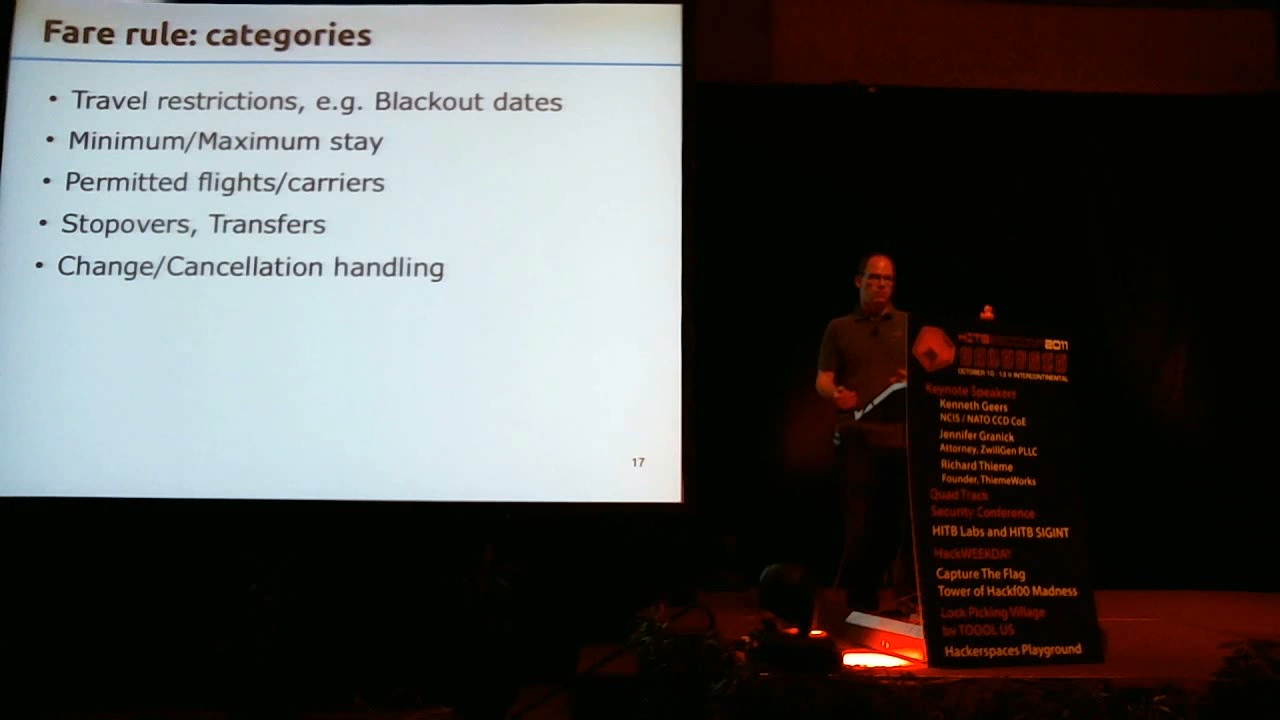 Fare rule: categories
• Travel restrictions, e.g. Blackout dates
• Minimum/Maximum stay
• Permitted flights/carriers
• Stopovers, Transfers
• Change/Cancellation handling
17
2011
OCTOBER 10 - 13 @ INTERCONTINENTAL
Keynote Speakers
Kenneth Geers
NCIS / NATO CCD CoE
Jennifer Granick
Attorney, ZwillGen PLLC
Richard Thieme
Founder, ThiemeWorks
Quad Track
Security Conference
HITB Labs and HITB SIGINT
HackWEEKDAY
Capture The Flag
Tower of Hackf00 Madness
Lock Picking Village
by TOOOL US
Hackerspaces Playground